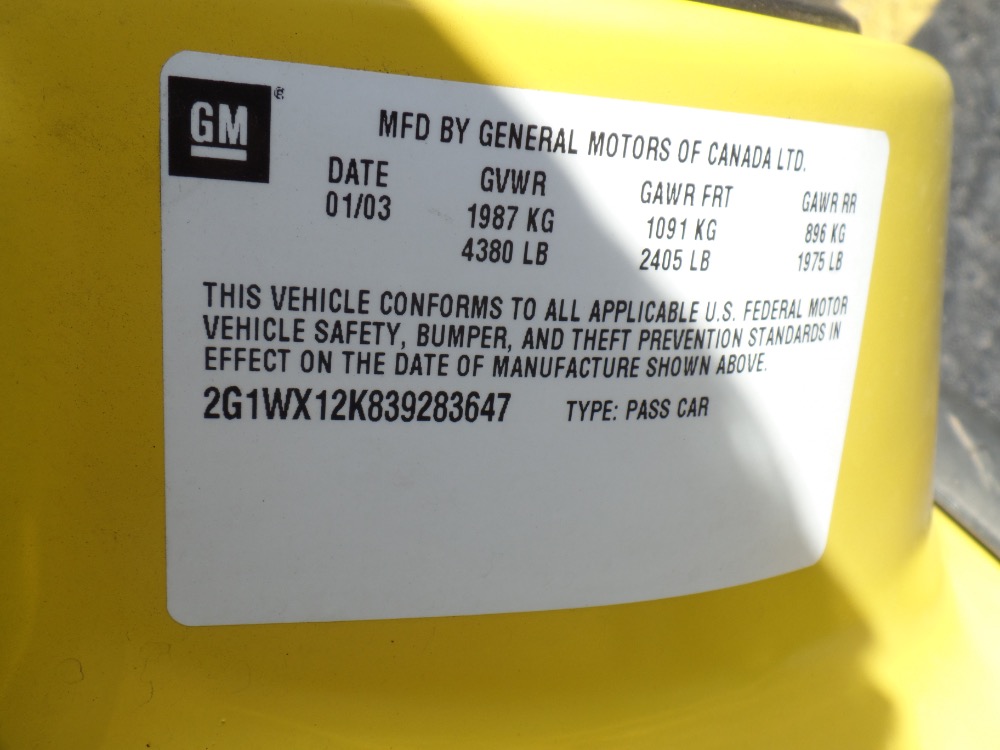 GM®
MFD BY GENERAL MOTORS OF CANADA LTD.
DATE GVWR GAWR FRT GAWR RR
01/03 1987 KG 1091 KG 896 KG
4380 LB 2405 LB 1975 LB
THIS VEHICLE CONFORMS TO ALL APPLICABLE U.S. FEDERAL MOTOR
VEHICLE SAFETY, BUMPER, AND THEFT PREVENTION STANDARDS IN
EFFECT ON THE DATE OF MANUFACTURE SHOWN ABOVE.
2G1WX12K839283647 TYPE: PASS CAR